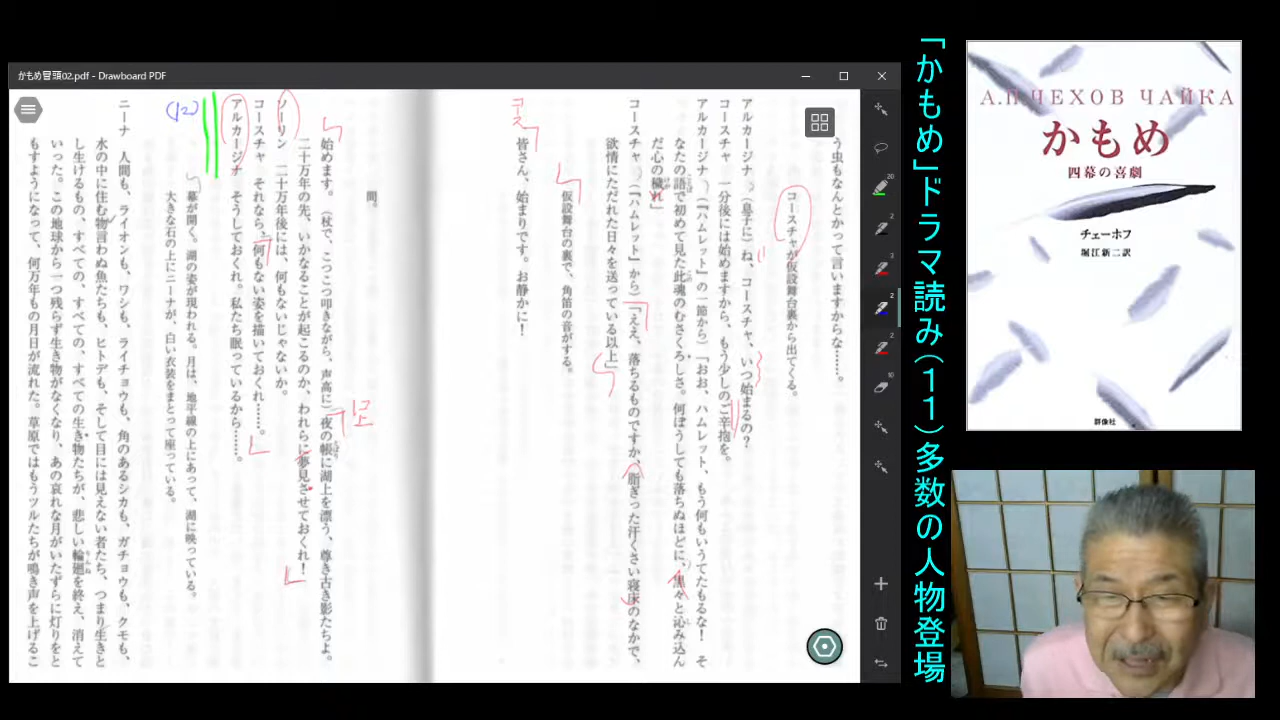 かもめ冒頭02.pdf - Drawboard PDF
う虫もなんとかって言いますからな……。
コースチャが仮設舞台裏から出てくる。
アルカージナ （息子に）ね、コースチャ、いつ始まるの？
コースチャ 一分後には始めますから、もう少しのご辛抱を。
アルカージナ （『ハムレット』の一節から）「おお、ハムレット、もう何もいうてたもるな！ そ
なたの語で初めて見た此魂のむさくろしさ。何ぼうしても落ちぬほどに、黒々と沁み込ん
だ心の穢れ」
コースチャ （『ハムレット』から）「ええ、落ちるものですか、脂ぎった汗くさい寝床のなかで、
欲情にただれた日々を送っている以上」
仮設舞台の裏で、角笛の音がする。
コース
皆さん、始まりです。お静かに！
間。
始めます。（杖で、こつこつ叩きながら、声高に）夜の帳に湖上を漂う、尊き古き影たちよ。
コ上
二十万年の先、いかなることが起こるのか、われらに夢見させておくれ！
ソーリン 二十万年後には、何もないじゃないか。
コースチャ それなら、何もない姿を描いておくれ……。
アルカージナ そうしておくれ。私たち眠っているから……。
(12)
幕が開く。湖の姿が現われる。月は、地平線の上にあって、湖に映っている。
大きな石の上にニーナが、白い衣装をまとって座っている。
ニーナ 人間も、ライオンも、ワシも、ライチョウも、角のあるシカも、ガチョウも、クモも、
水の中に住む物言わぬ魚たちも、ヒトデも、そして目には見えない者たち、つまり生きと
し生けるもの、すべての、すべての、すべての生き物たちが、悲しい輪廻を終え、消えて
いった。この地球から一つ残らず生き物がなくなり、あの哀れな月がいたずらに灯りをと
もすようになって、何万年もの月日が流れた。草原ではもうツルたちが鳴き声を上げるこ
「かもめ」ドラマ読み（１１）多数の人物登場
А.П.ЧЕХОВ ЧАЙКА
かもめ
四幕の喜劇
チェーホフ
堀江新二訳
群像社